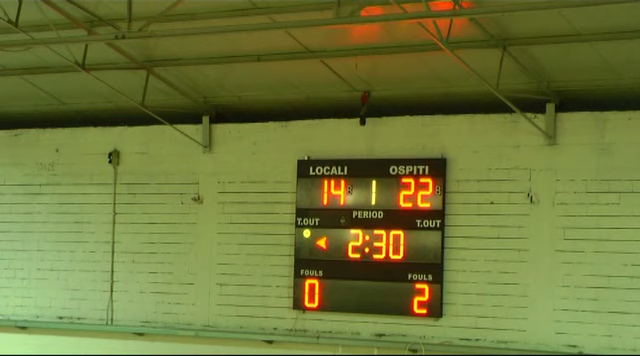 LOCALI OSPITI
14 1 22
PERIOD
T.OUT T.OUT
2:30
FOULS FOULS
0 2